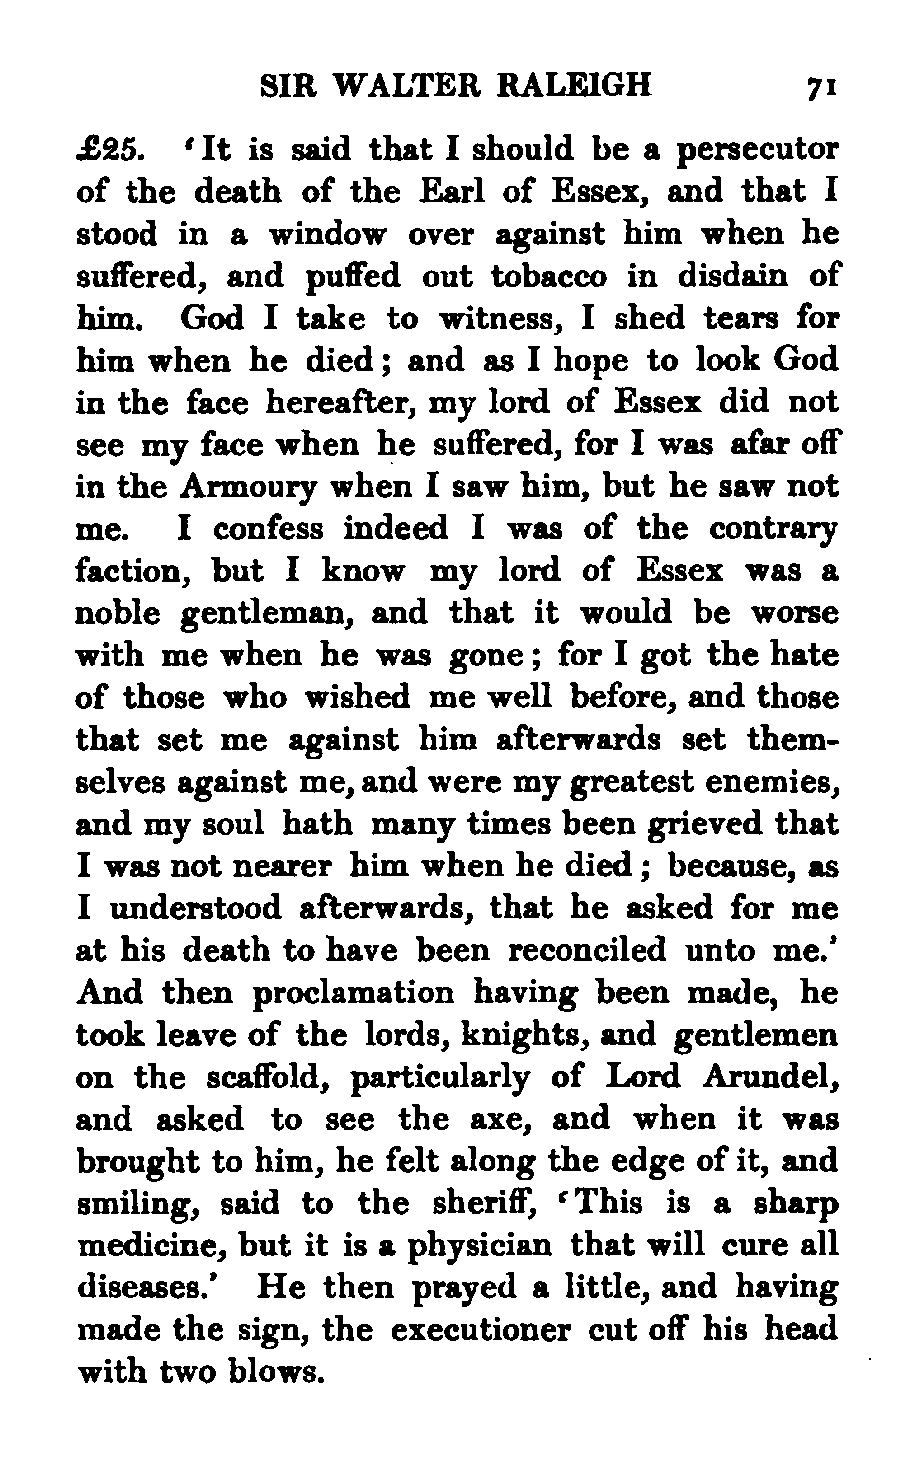 SIR WALTER RALEIGH 71
£25. ‘It is said that I should be a persecutor
of the death of the Earl of Essex, and that I
stood in a window over against him when he
suffered, and puffed out tobacco in disdain of
him. God I take to witness, I shed tears for
him when he died; and as I hope to look God
in the face hereafter, my lord of Essex did not
see my face when he suffered, for I was afar off
in the Armoury when I saw him, but he saw not
me. I confess indeed I was of the contrary
faction, but I know my lord of Essex was a
noble gentleman, and that it would be worse
with me when he was gone; for I got the hate
of those who wished me well before, and those
that set me against him afterwards set them-
selves against me, and were my greatest enemies,
and my soul hath many times been grieved that
I was not nearer him when he died; because, as
I understood afterwards, that he asked for me
at his death to have been reconciled unto me.’
And then proclamation having been made, he
took leave of the lords, knights, and gentlemen
on the scaffold, particularly of Lord Arundel,
and asked to see the axe, and when it was
brought to him, he felt along the edge of it, and
smiling, said to the sheriff, ‘This is a sharp
medicine, but it is a physician that will cure all
diseases.’ He then prayed a little, and having
made the sign, the executioner cut off his head
with two blows.